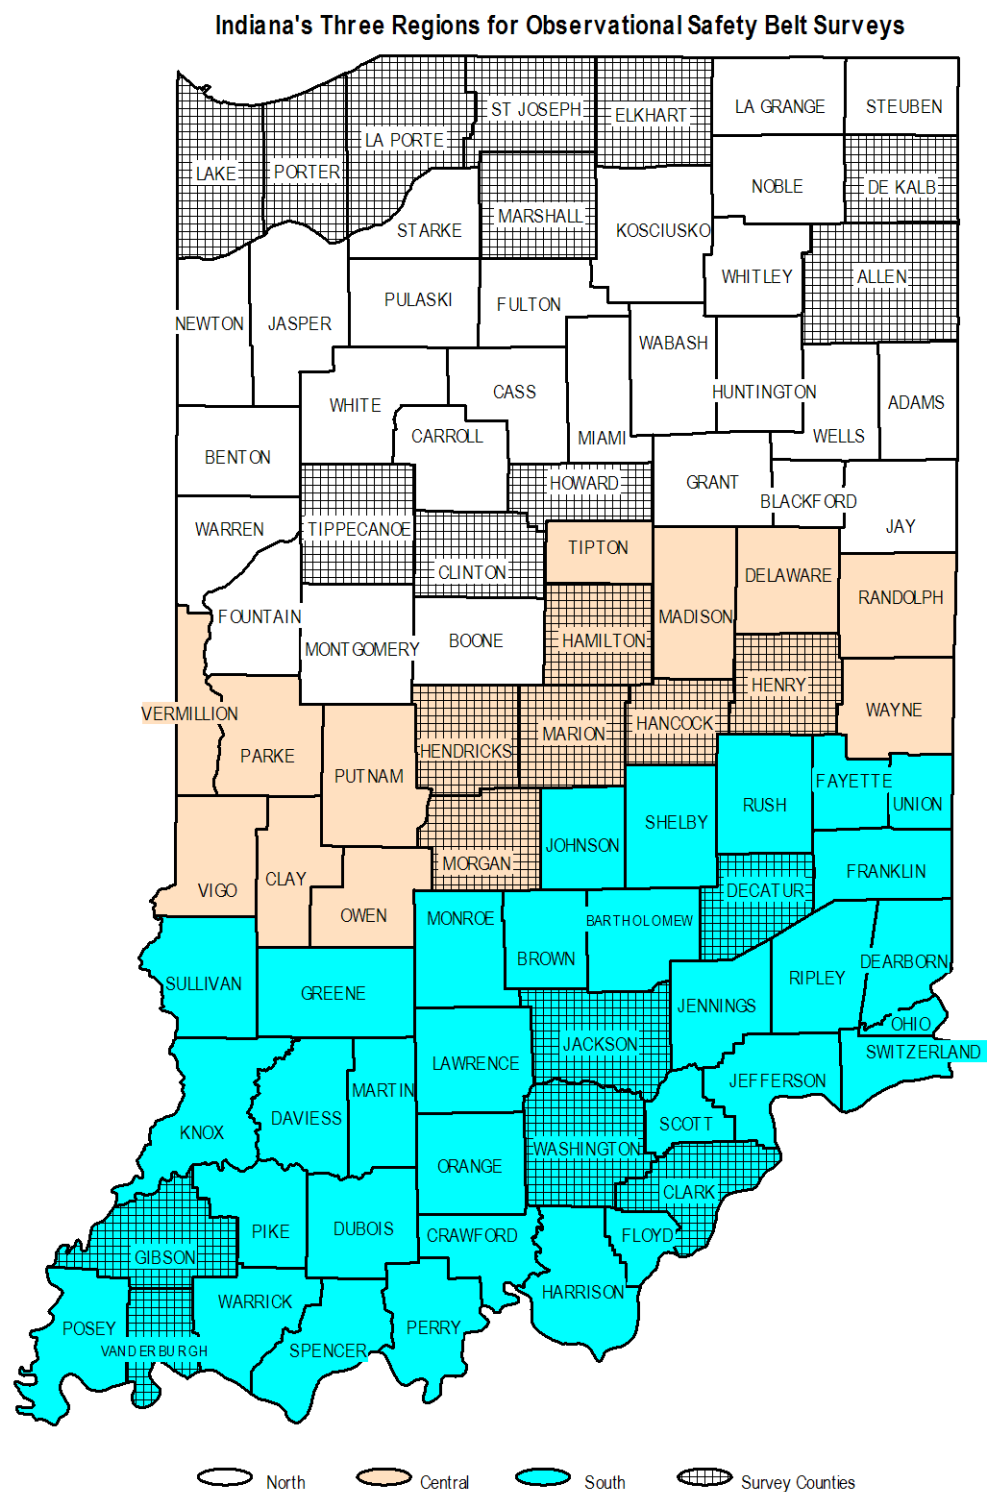 Indiana's Three Regions for Observational Safety Belt Surveys
LA GRANGE
STEUBEN
ST JOSEPH
ELKHART
LA PORTE
LAKE
PORTER
NOBLE
DE KALB
MARSHALL
STARKE
KOSCIUSKO
WHITLEY
ALLEN
PULASKI
FULTON
NEWTON
JASPER
WABASH
CASS
HUNTINGTON
WHITE
ADAMS
CARROLL
MIAMI
WELLS
BENTON
HOWARD
GRANT
BLACKFORD
WARREN
TIPPECANOE
JAY
TIPTON
CLINTON
DELAWARE
RANDOLPH
FOUNTAIN
MADISON
MONTGOMERY
BOONE
HAMILTON
HENRY
VERMILLION
WAYNE
HANCOCK
MARION
HENDRICKS
PARKE
PUTNAM
FAYETTE
RUSH
UNION
SHELBY
JOHNSON
MORGAN
FRANKLIN
CLAY
VIGO
DECATUR
OWEN
MONROE
BARTHOLOMEW
BROWN
DEARBORN
RIPLEY
SULLIVAN
GREENE
JENNINGS
OHIO
JACKSON
SWITZERLAND
LAWRENCE
JEFFERSON
MARTIN
DAVIESS
SCOTT
KNOX
WASHINGTON
ORANGE
CLARK
PIKE
DUBOIS
CRAWFORD
FLOYD
GIBSON
HARRISON
WARRICK
POSEY
PERRY
VANDERBURGH
SPENCER
North
Central
South
Survey Counties